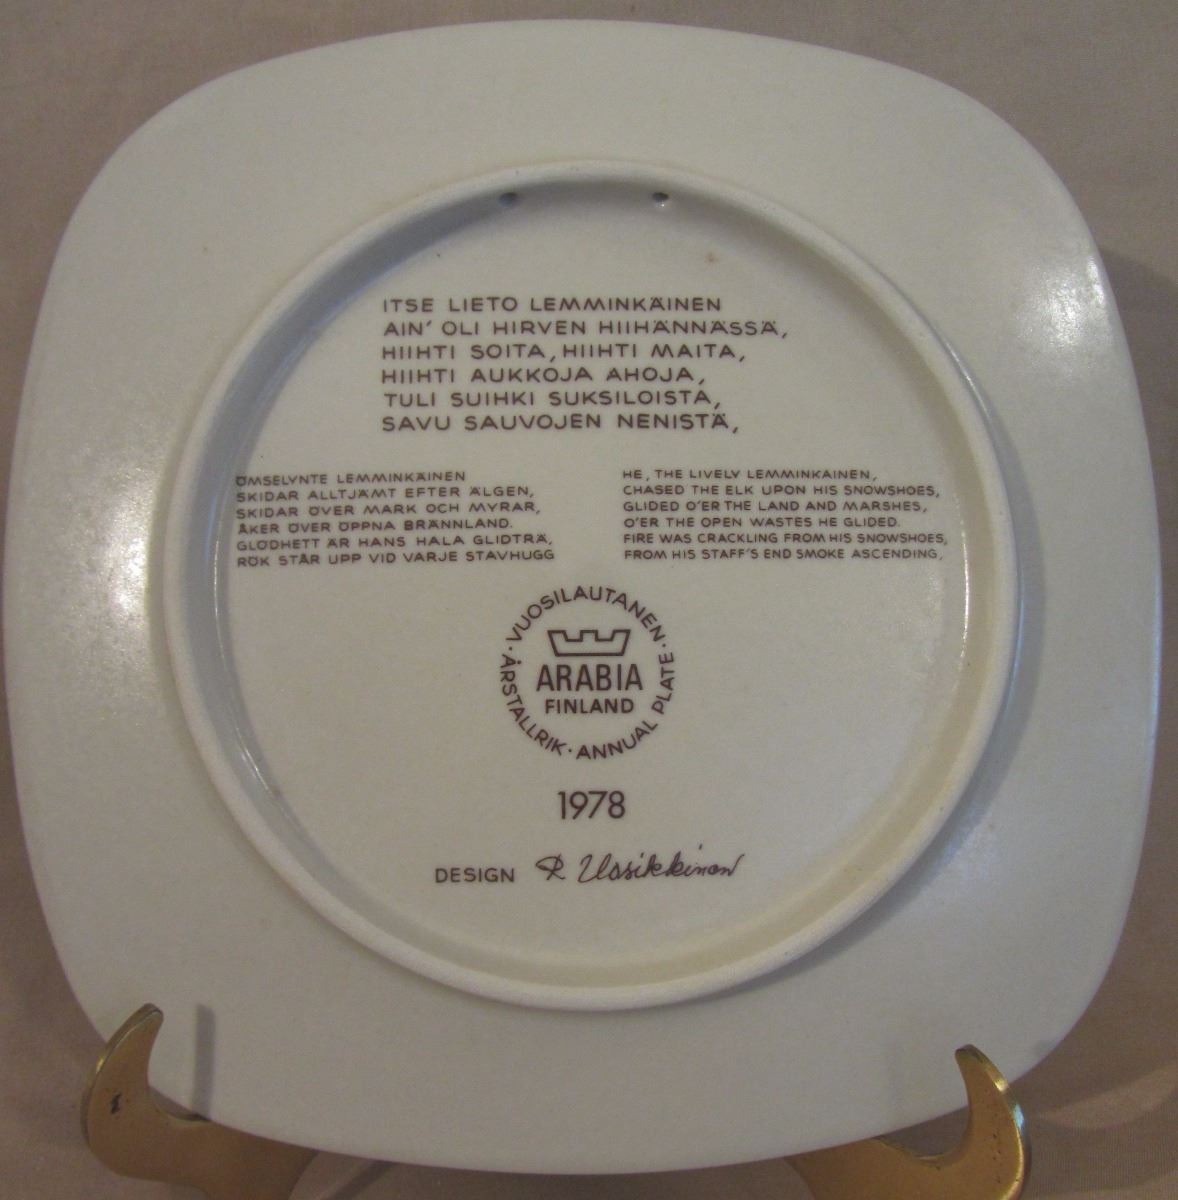 ITSE LIETO LEMMINKÄINEN
AIN' OLI HIRVEN HIIHÄNNÄSSÄ,
HIIHTI SOITA, HIIHTI MAITA,
HIIHTI AUKKOJA AHOJA,
TULI SUIHKI SUKSILOISTA,
SAVU SAUVOJEN NENISTÄ,
ÖMSELYNTE LEMMINKÄINEN
SKIDAR ALLTJÄMT EFTER ÄLGEN,
SKIDAR ÖVER MARK OCH MYRAR,
ÅKER ÖVER ÖPPNA BRÄNNLAND.
GLÖDHETT ÄR HANS HALA GLIDTRÄ,
RÖK STÅR UPP VID VARJE STAVHUGG
HE, THE LIVELY LEMMINKAINEN,
CHASED THE ELK UPON HIS SNOWSHOES,
GLIDED O'ER THE LAND AND MARSHES,
O'ER THE OPEN WASTES HE GLIDED.
FIRE WAS CRACKLING FROM HIS SNOWSHOES,
FROM HIS STAFF'S END SMOKE ASCENDING,
· VUOSILAUTANEN · ANNUAL PLATE · ÅRSTALLRIK
ARABIA
FINLAND
1978
DESIGN R Uosikkinen